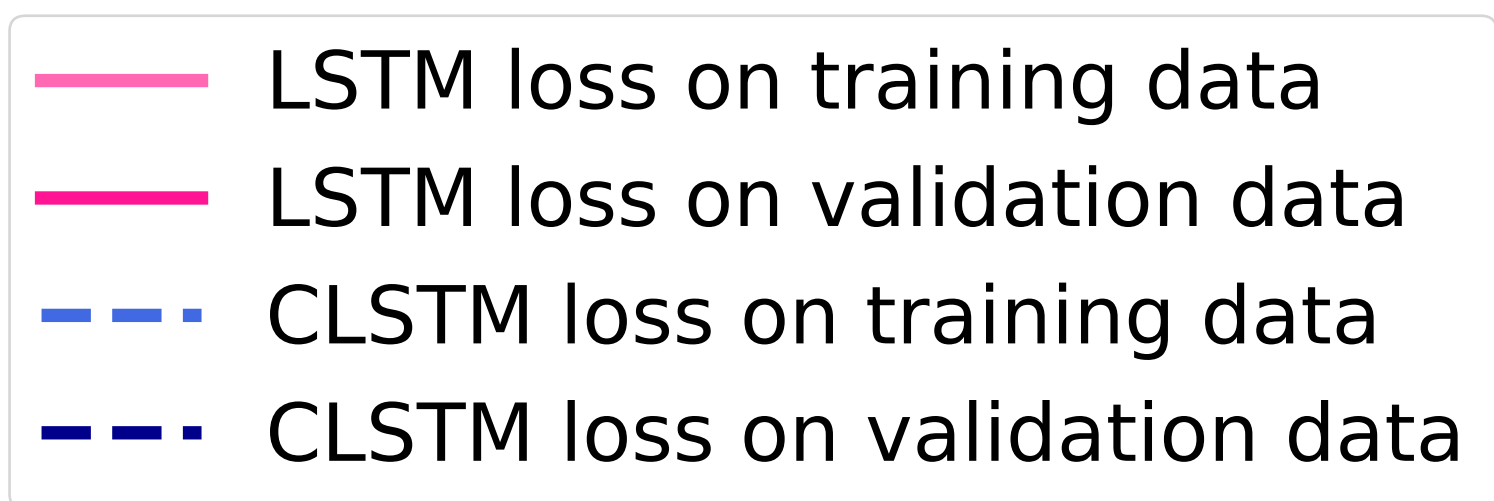 LSTM loss on training data
LSTM loss on validation data
CLSTM loss on training data
CLSTM loss on validation data